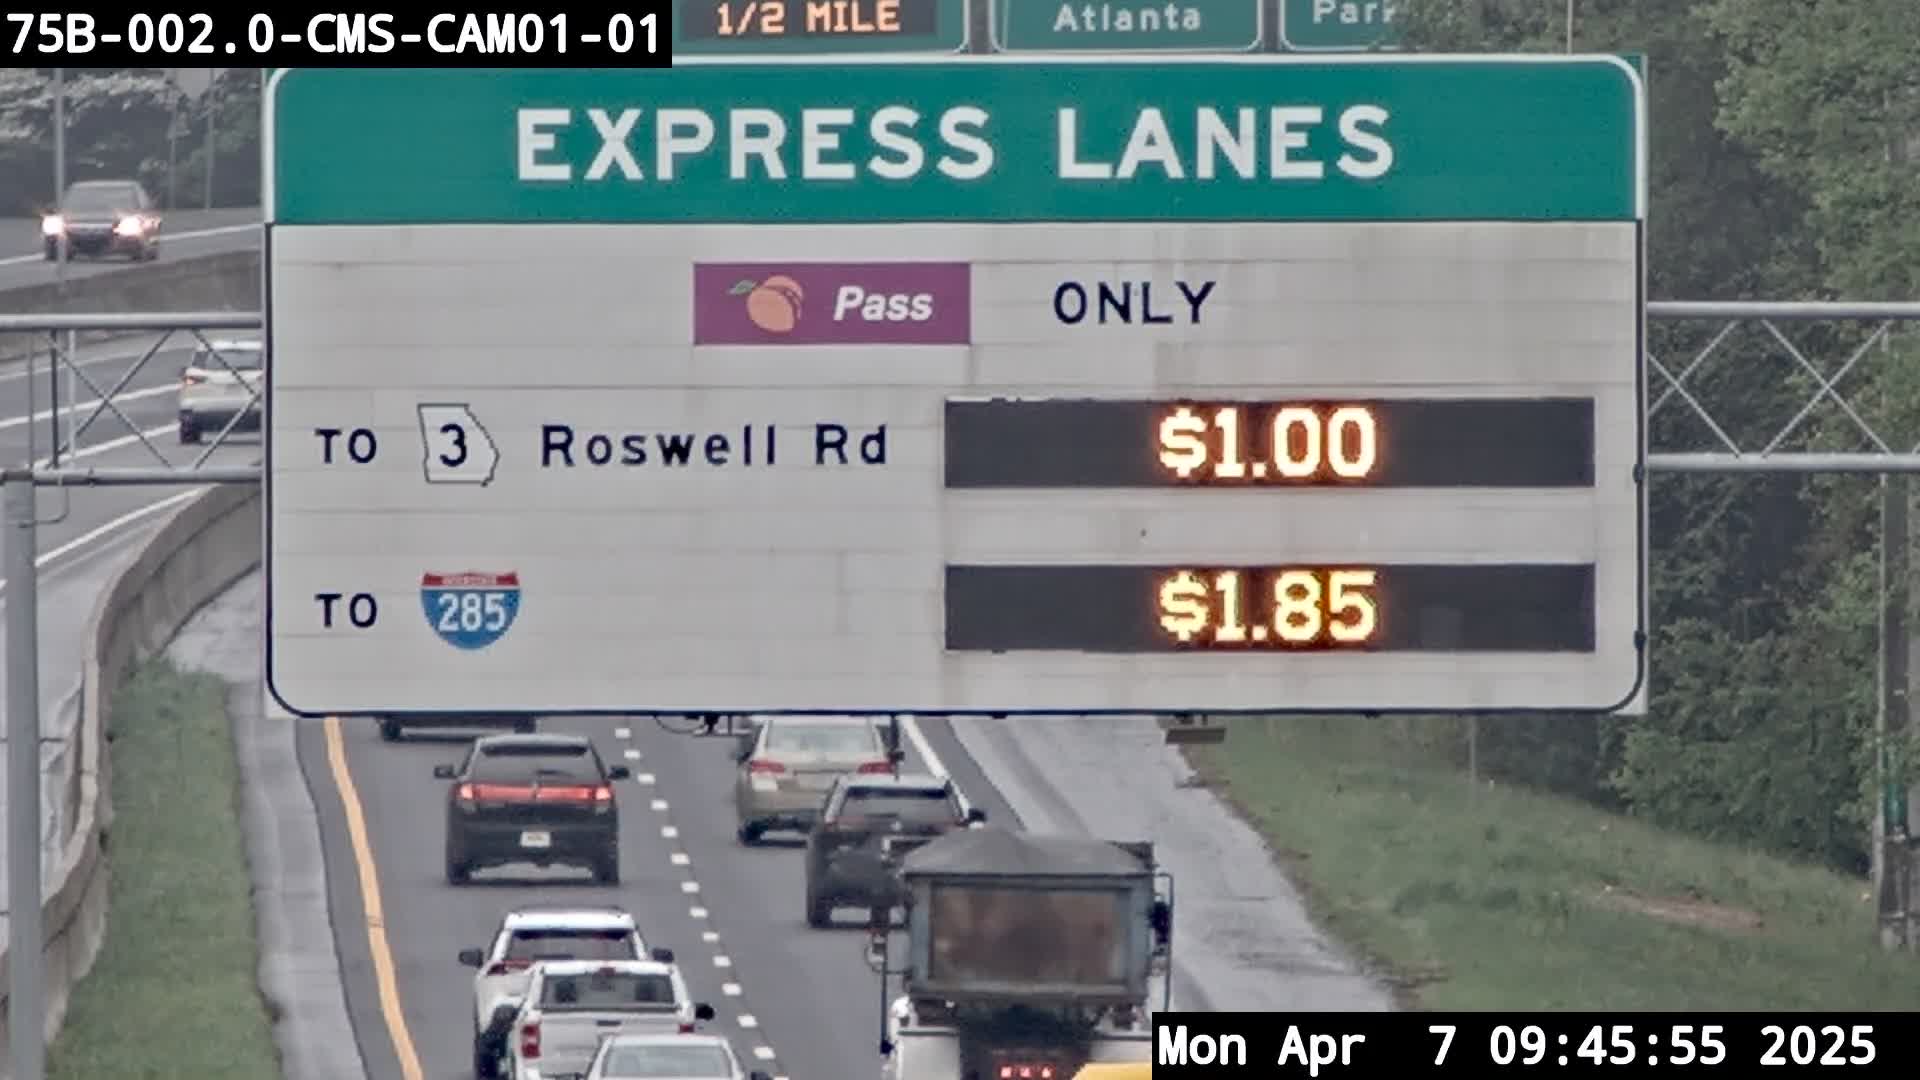 75B-002.0-CMS-CAM01-01
1/2 MILE
Atlanta
EXPRESS LANES
Pass ONLY
TO 3 Roswell Rd $1.00
INTERSTATE
TO 285 $1.85
Mon Apr 7 09:45:55 2025